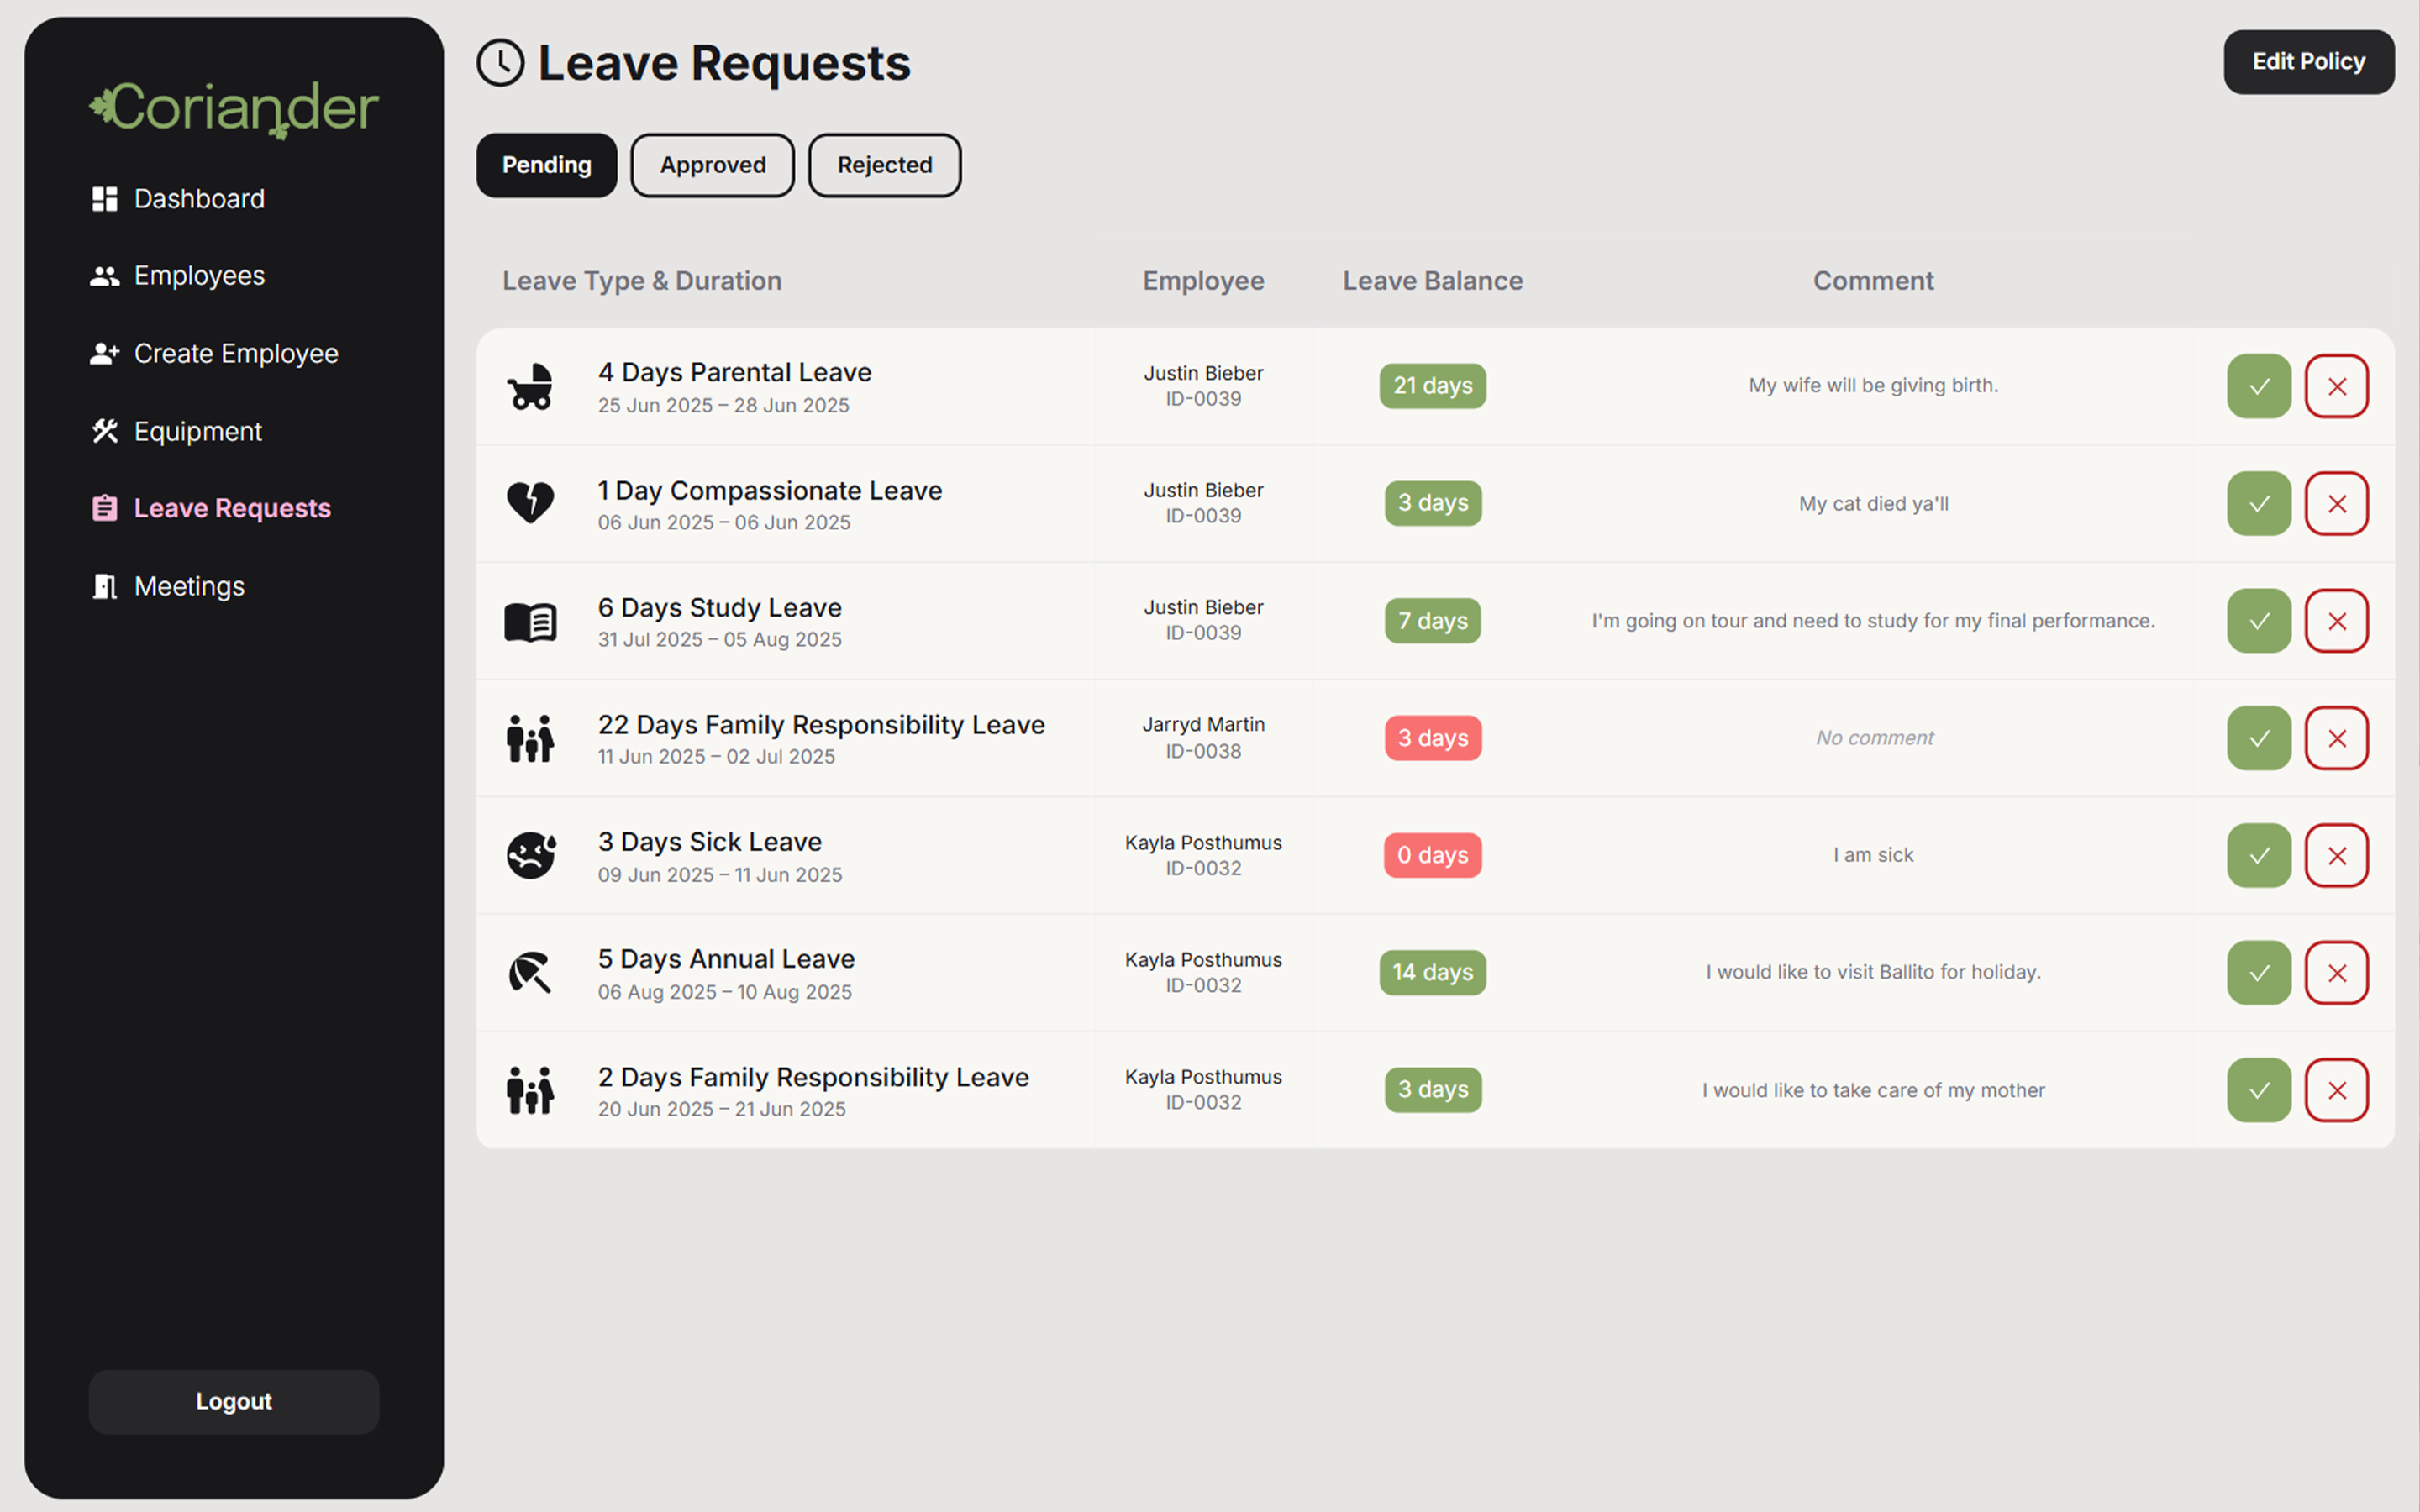 Coriander
Dashboard
Employees
Create Employee
Equipment
Leave Requests
Meetings
Logout
Leave Requests
Edit Policy
Pending
Approved
Rejected
Leave Type & Duration
Employee
Leave Balance
Comment
4 Days Parental Leave
25 Jun 2025 – 28 Jun 2025
Justin Bieber
ID-0039
21 days
My wife will be giving birth.
1 Day Compassionate Leave
06 Jun 2025 – 06 Jun 2025
Justin Bieber
ID-0039
3 days
My cat died ya'll
6 Days Study Leave
31 Jul 2025 – 05 Aug 2025
Justin Bieber
ID-0039
7 days
I'm going on tour and need to study for my final performance.
22 Days Family Responsibility Leave
11 Jun 2025 – 02 Jul 2025
Jarryd Martin
ID-0038
3 days
No comment
3 Days Sick Leave
09 Jun 2025 – 11 Jun 2025
Kayla Posthumus
ID-0032
0 days
I am sick
5 Days Annual Leave
06 Aug 2025 – 10 Aug 2025
Kayla Posthumus
ID-0032
14 days
I would like to visit Ballito for holiday.
2 Days Family Responsibility Leave
20 Jun 2025 – 21 Jun 2025
Kayla Posthumus
ID-0032
3 days
I would like to take care of my mother